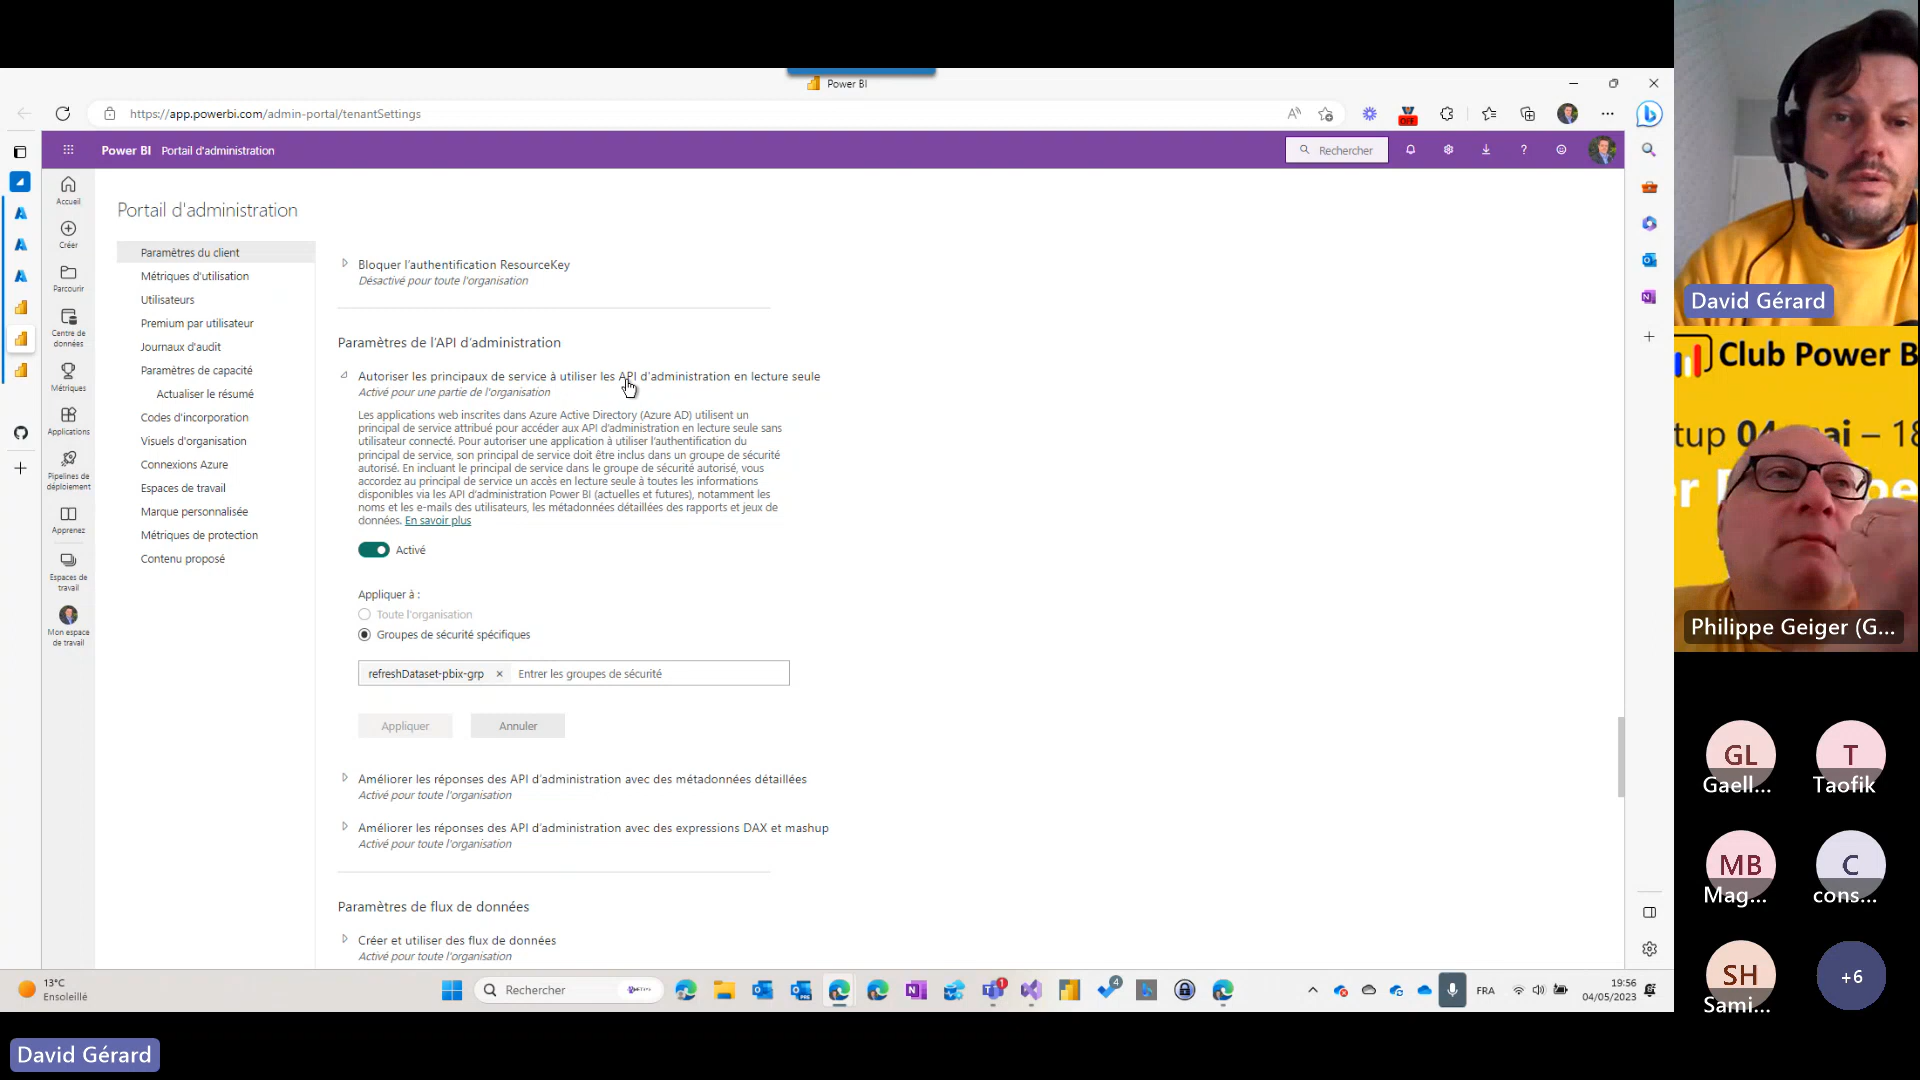 Power BI
https://app.powerbi.com/admin-portal/tenantSettings
OFF
Power BI Portail d'administration
Rechercher
Accueil
Créer
Parcourir
Centre de
données
Métriques
Applications
Pipelines de
déploiement
Apprenez
Espaces de
travail
Mon espace
de travail
Portail d'administration
Paramètres du client
Métriques d'utilisation
Utilisateurs
Premium par utilisateur
Journaux d'audit
Paramètres de capacité
Actualiser le résumé
Codes d'incorporation
Visuels d'organisation
Connexions Azure
Espaces de travail
Marque personnalisée
Métriques de protection
Contenu proposé
Bloquer l'authentification ResourceKey
Désactivé pour toute l'organisation
Paramètres de l'API d'administration
Autoriser les principaux de service à utiliser les API d'administration en lecture seule
Activé pour une partie de l'organisation
Les applications web inscrites dans Azure Active Directory (Azure AD) utilisent un
principal de service attribué pour accéder aux API d'administration en lecture seule sans
utilisateur connecté. Pour autoriser une application à utiliser l'authentification du
principal de service, son principal de service doit être inclus dans un groupe de sécurité
autorisé. En incluant le principal de service dans le groupe de sécurité autorisé, vous
accordez au principal de service un accès en lecture seule à toutes les informations
disponibles via les API d'administration Power BI (actuelles et futures), notamment les
noms et les e-mails des utilisateurs, les métadonnées détaillées des rapports et jeux de
données. En savoir plus
Activé
Appliquer à :
Toute l'organisation
Groupes de sécurité spécifiques
refreshDataset-pbix-grp × Entrer les groupes de sécurité
Appliquer Annuler
Améliorer les réponses des API d'administration avec des métadonnées détaillées
Activé pour toute l'organisation
Améliorer les réponses des API d'administration avec des expressions DAX et mashup
Activé pour toute l'organisation
Paramètres de flux de données
Créer et utiliser des flux de données
Activé pour toute l'organisation
13°C
Ensoleillé
Rechercher
1
4
FRA
19:56
04/05/2023
David Gérard
David Gérard
Club Power B
tup 04 mai – 18
Philippe Geiger (G...
GL
Gaell...
T
Taofik
MB
Mag...
C
cons...
SH
Sami...
+6